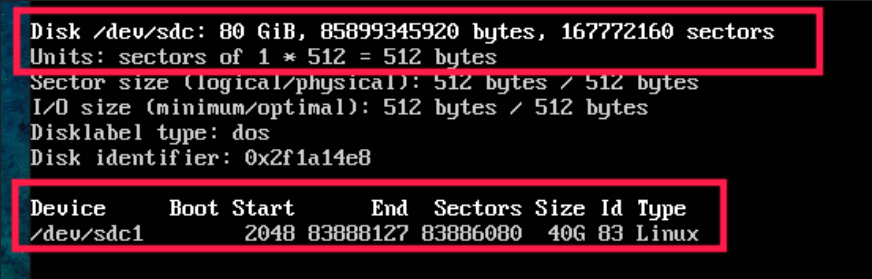 Disk /dev/sdc: 80 GiB, 85899345920 bytes, 167772160 sectors
Units: sectors of 1 * 512 = 512 bytes
Sector size (logical/physical): 512 bytes / 512 bytes
I/O size (minimum/optimal): 512 bytes / 512 bytes
Disklabel type: dos
Disk identifier: 0x2f1a14e8
Device Boot Start End Sectors Size Id Type
/dev/sdc1 2048 83888127 83886080 40G 83 Linux